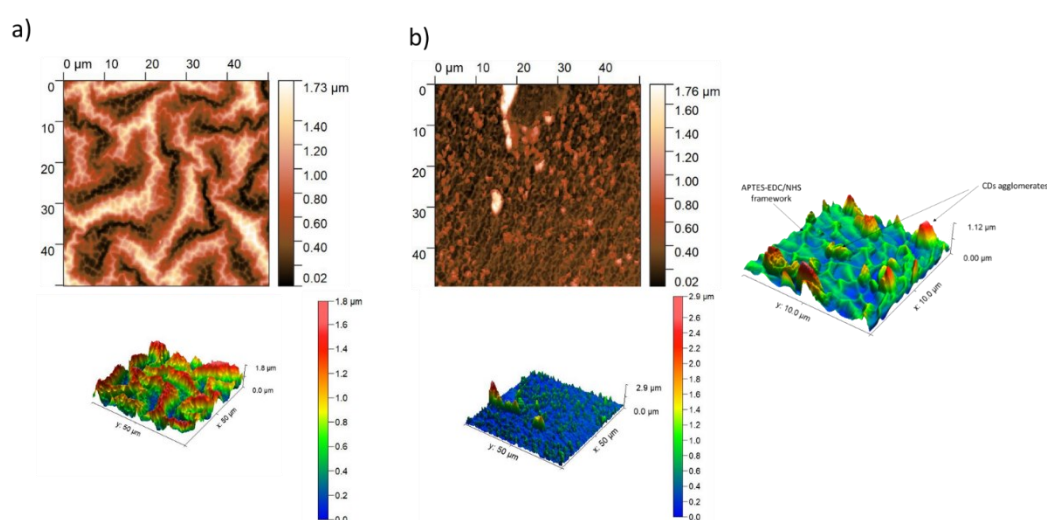 a)
0 µm 10 20 30 40
0
10
20
30
40
1.73 µm
1.40
1.20
1.00
0.80
0.60
0.40
0.02
1.8 µm
1.6
1.4
1.2
1.0
0.8
0.6
0.4
0.2
0.0
1.8 µm
0.0 µm
x: 50 µm
y: 50 µm
b)
0 µm 10 20 30 40
0
10
20
30
40
1.76 µm
1.60
1.40
1.20
1.00
0.80
0.60
0.40
0.02
2.9 µm
2.6
2.4
2.2
2.0
1.8
1.6
1.4
1.2
1.0
0.8
0.6
0.4
0.2
0.0
2.9 µm
0.0 µm
x: 50 µm
y: 50 µm
APTES-EDC/NHS
framework
CDs agglomerates
1.12 µm
0.00 µm
x: 10.0 µm
y: 10.0 µm